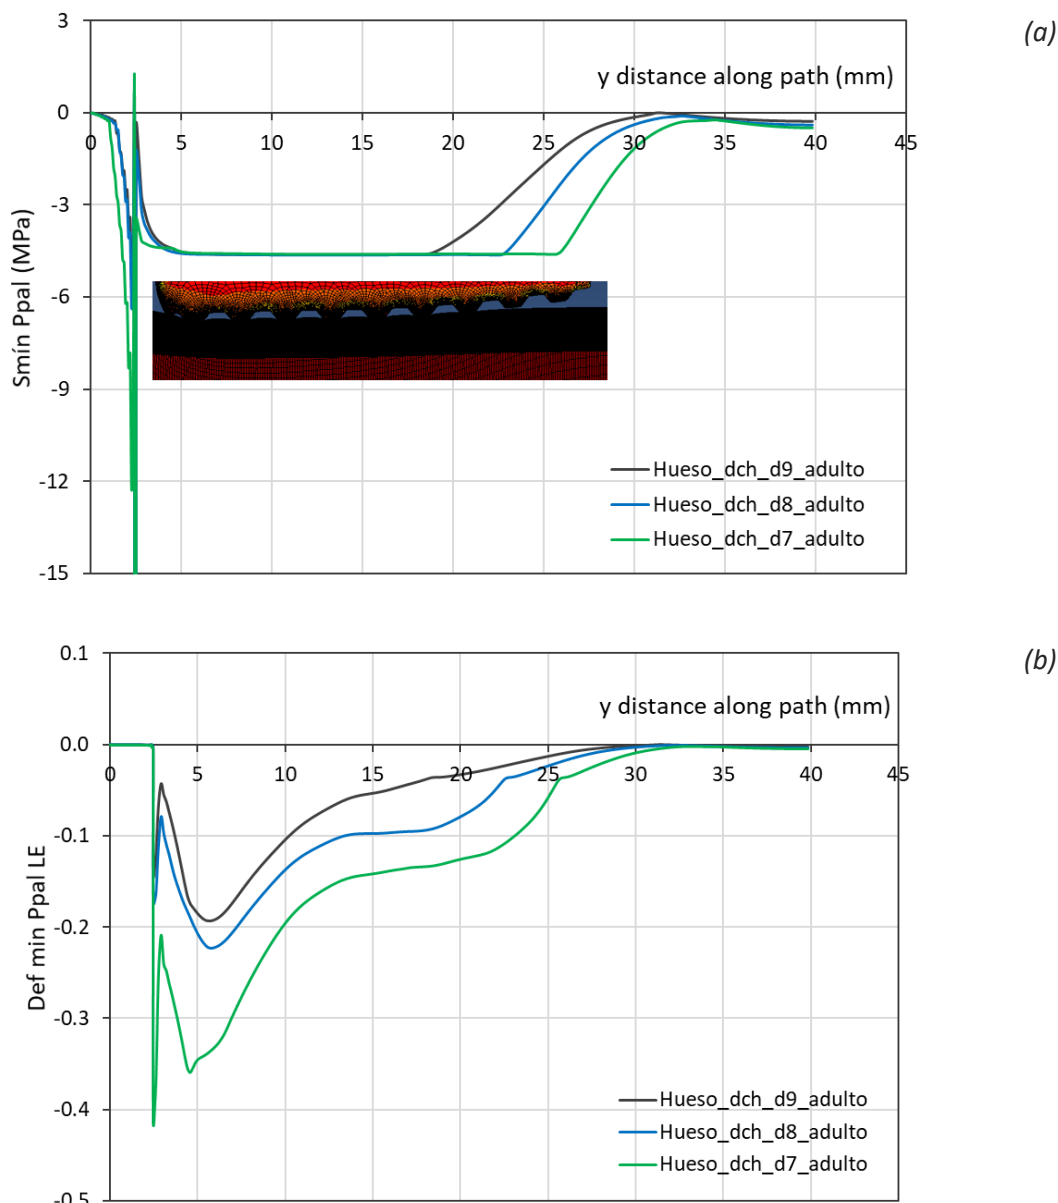 3
(a)
y distance along path (mm)
0
0 5 10 15 20 25 30 35 40 45
-3
Smín Ppal (MPa)
-6
-9
Hueso_dch_d9_adulto
-12
Hueso_dch_d8_adulto
Hueso_dch_d7_adulto
-15
0.1
(b)
y distance along path (mm)
0.0
0 5 10 15 20 25 30 35 40 45
-0.1
-0.2
Def min Ppal LE
-0.3
-0.4
Hueso_dch_d9_adulto
Hueso_dch_d8_adulto
Hueso_dch_d7_adulto
-0.5